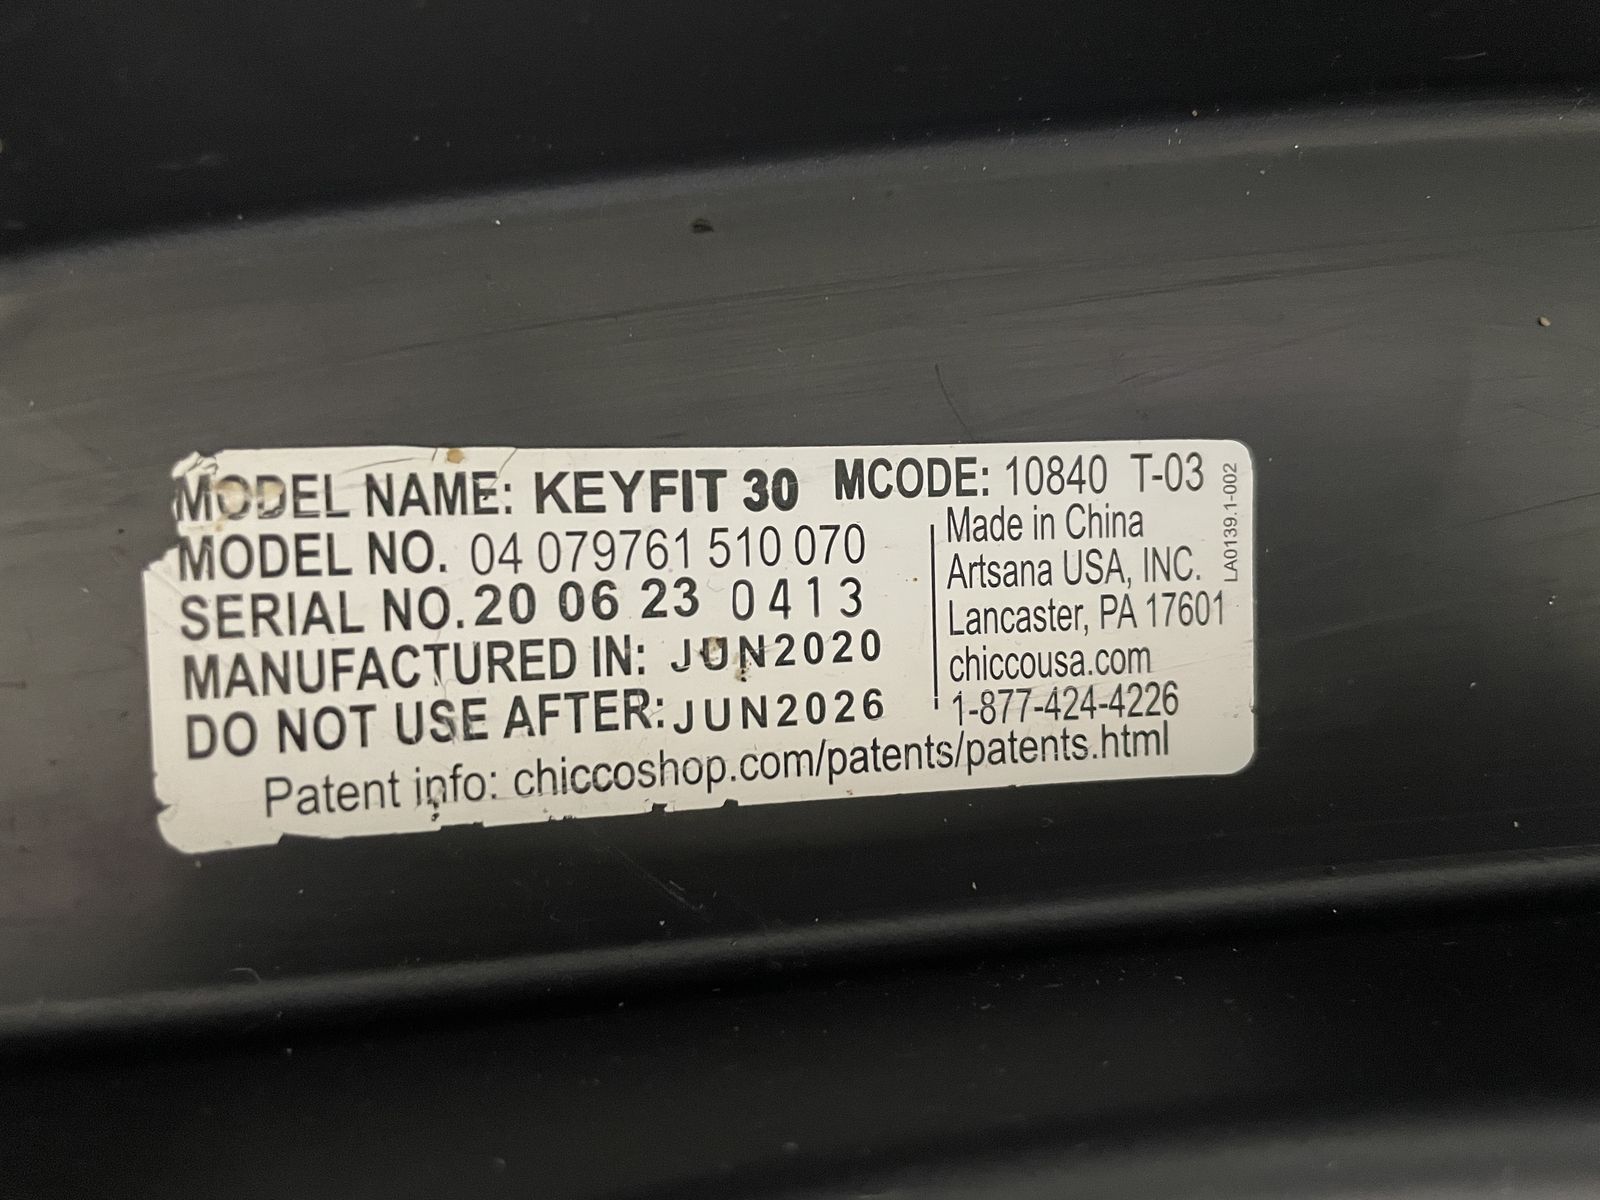 MODEL NAME: KEYFIT 30 MCODE: 10840 T-03
MODEL NO. 04 079761 510 070
SERIAL NO. 20 06 23 0413
MANUFACTURED IN: JUN2020
DO NOT USE AFTER: JUN2026
Made in China
Artsana USA, INC.
Lancaster, PA 17601
chiccousa.com
1-877-424-4226
Patent info: chiccoshop.com/patents/patents.html
LA0139.1-002